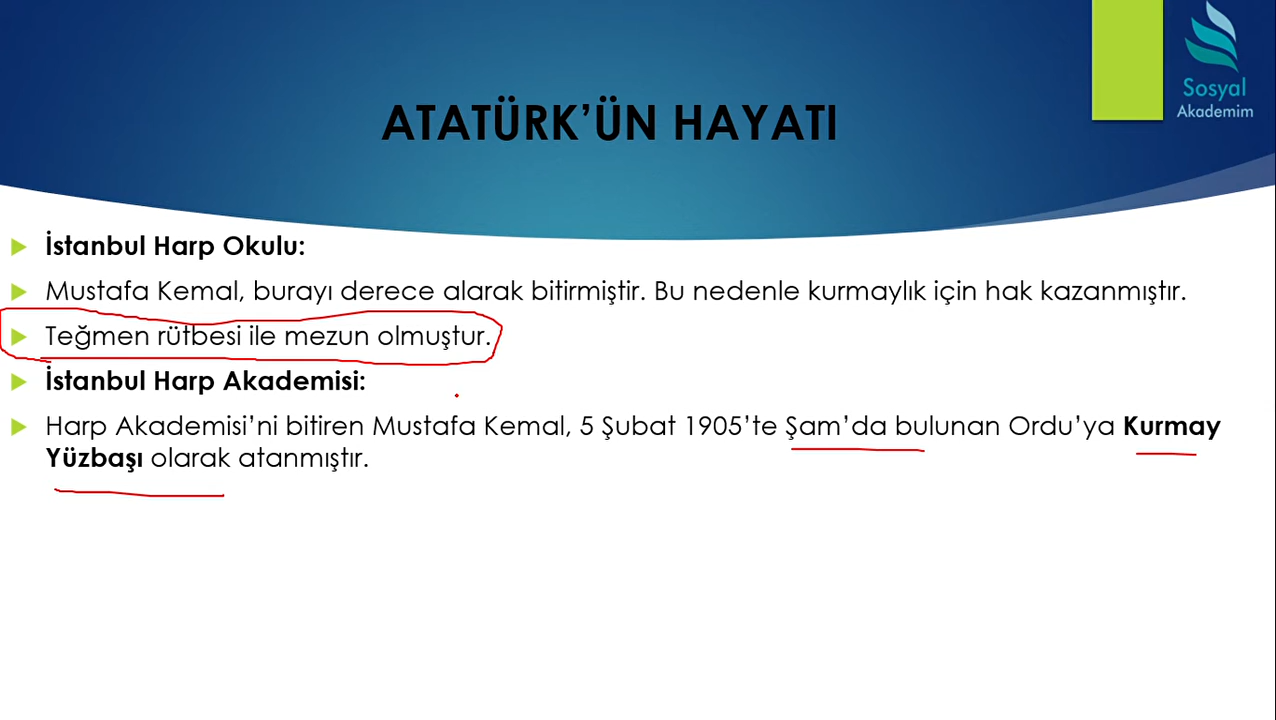 Sosyal
Akademim
ATATÜRK’ÜN HAYATI
İstanbul Harp Okulu:
Mustafa Kemal, burayı derece alarak bitirmiştir. Bu nedenle kurmaylık için hak kazanmıştır.
Teğmen rütbesi ile mezun olmuştur.
İstanbul Harp Akademisi:
Harp Akademisi’ni bitiren Mustafa Kemal, 5 Şubat 1905’te Şam’da bulunan Ordu’ya Kurmay
Yüzbaşı olarak atanmıştır.